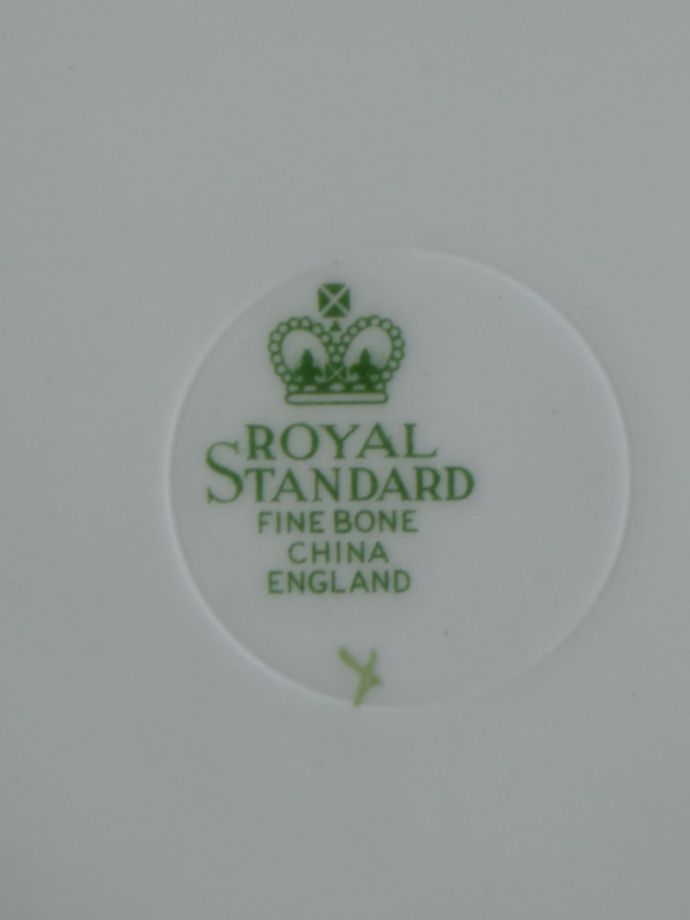 ROYAL
STANDARD
FINE BONE
CHINA
ENGLAND